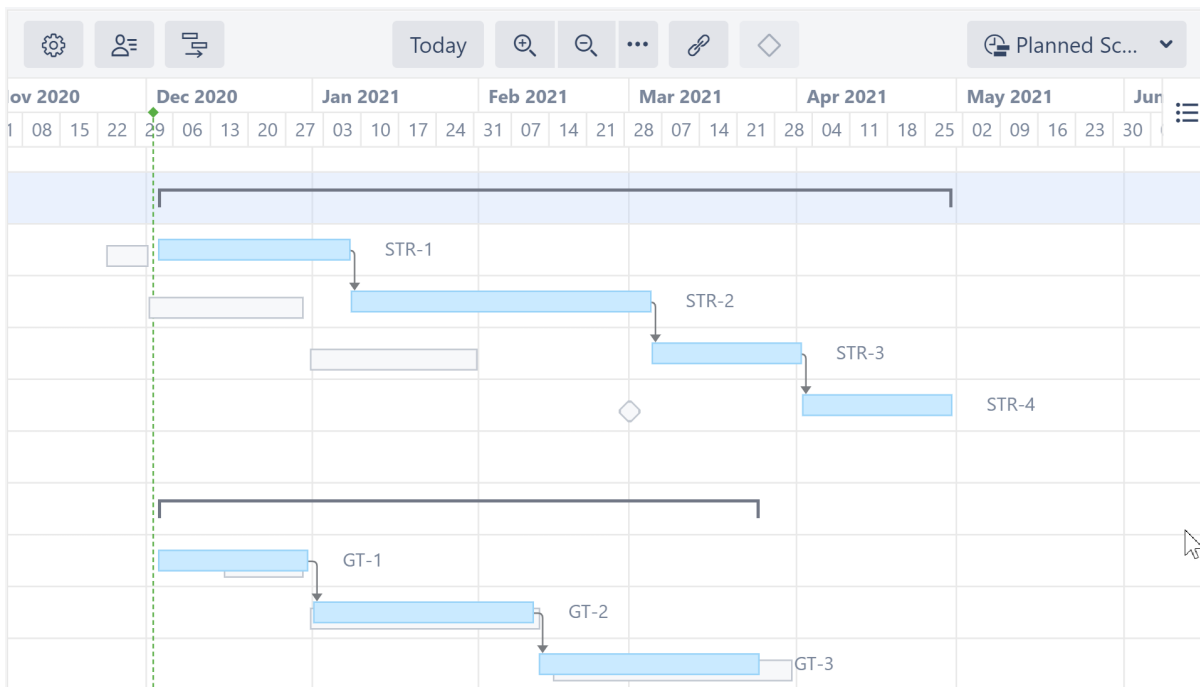 Today
Planned Sc...
ov 2020 Dec 2020 Jan 2021 Feb 2021 Mar 2021 Apr 2021 May 2021 Jun
1 08 15 22 29 06 13 20 27 03 10 17 24 31 07 14 21 28 07 14 21 28 04 11 18 25 02 09 16 23 30
STR-1
STR-2
STR-3
STR-4
GT-1
GT-2
GT-3